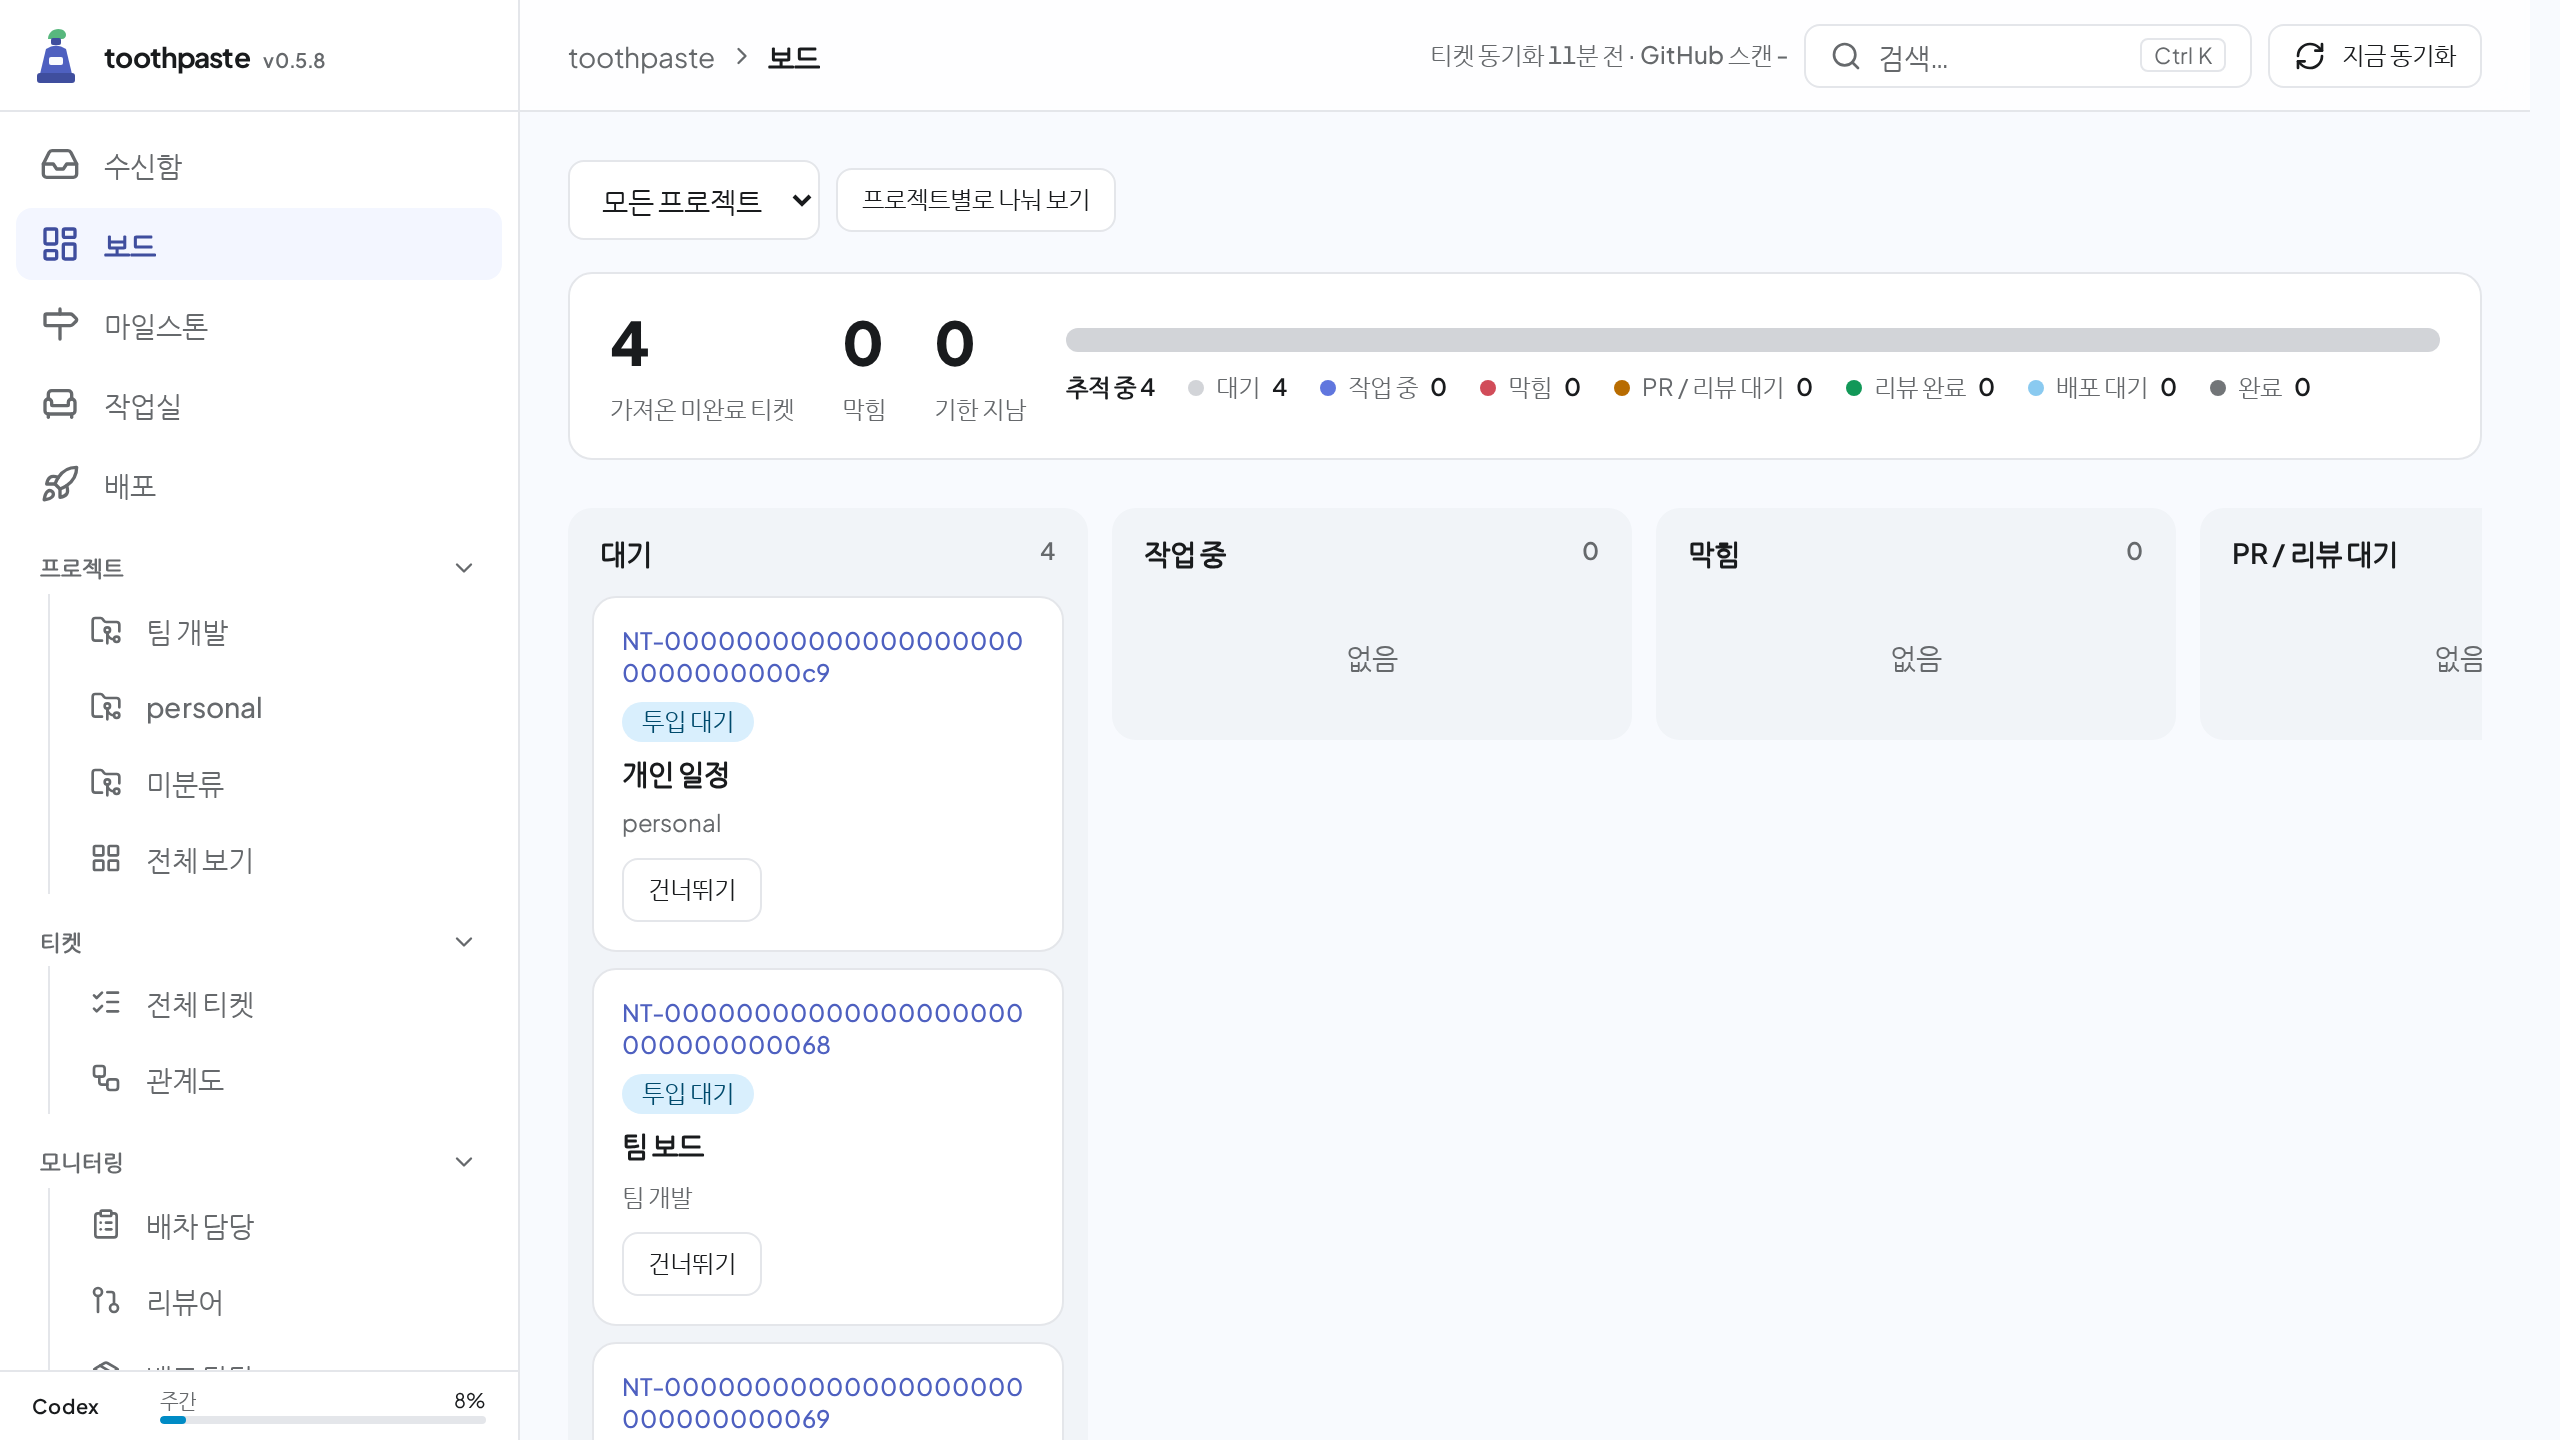 toothpaste v0.5.8
수신함
보드
마일스톤
작업실
배포
프로젝트
팀 개발
personal
미분류
전체 보기
티켓
전체 티켓
관계도
모니터링
배차 담당
리뷰어
Codex
주간
8%
toothpaste > 보드
티켓 동기화 11분 전 · GitHub 스캔 -
검색...
Ctrl K
지금 동기화
모든 프로젝트
프로젝트별로 나눠 보기
4
가져온 미완료 티켓
0
막힘
0
기한 지남
추적 중 4 대기 4 작업 중 0 막힘 0 PR / 리뷰 대기 0 리뷰 완료 0 배포 대기 0 완료 0
대기 4
NT-00000000000000000000
0000000000c9
투입 대기
개인 일정
personal
건너뛰기
NT-00000000000000000000
000000000068
투입 대기
팀 보드
팀 개발
건너뛰기
NT-00000000000000000000
000000000069
작업 중 0
없음
막힘 0
없음
PR / 리뷰 대기
없음